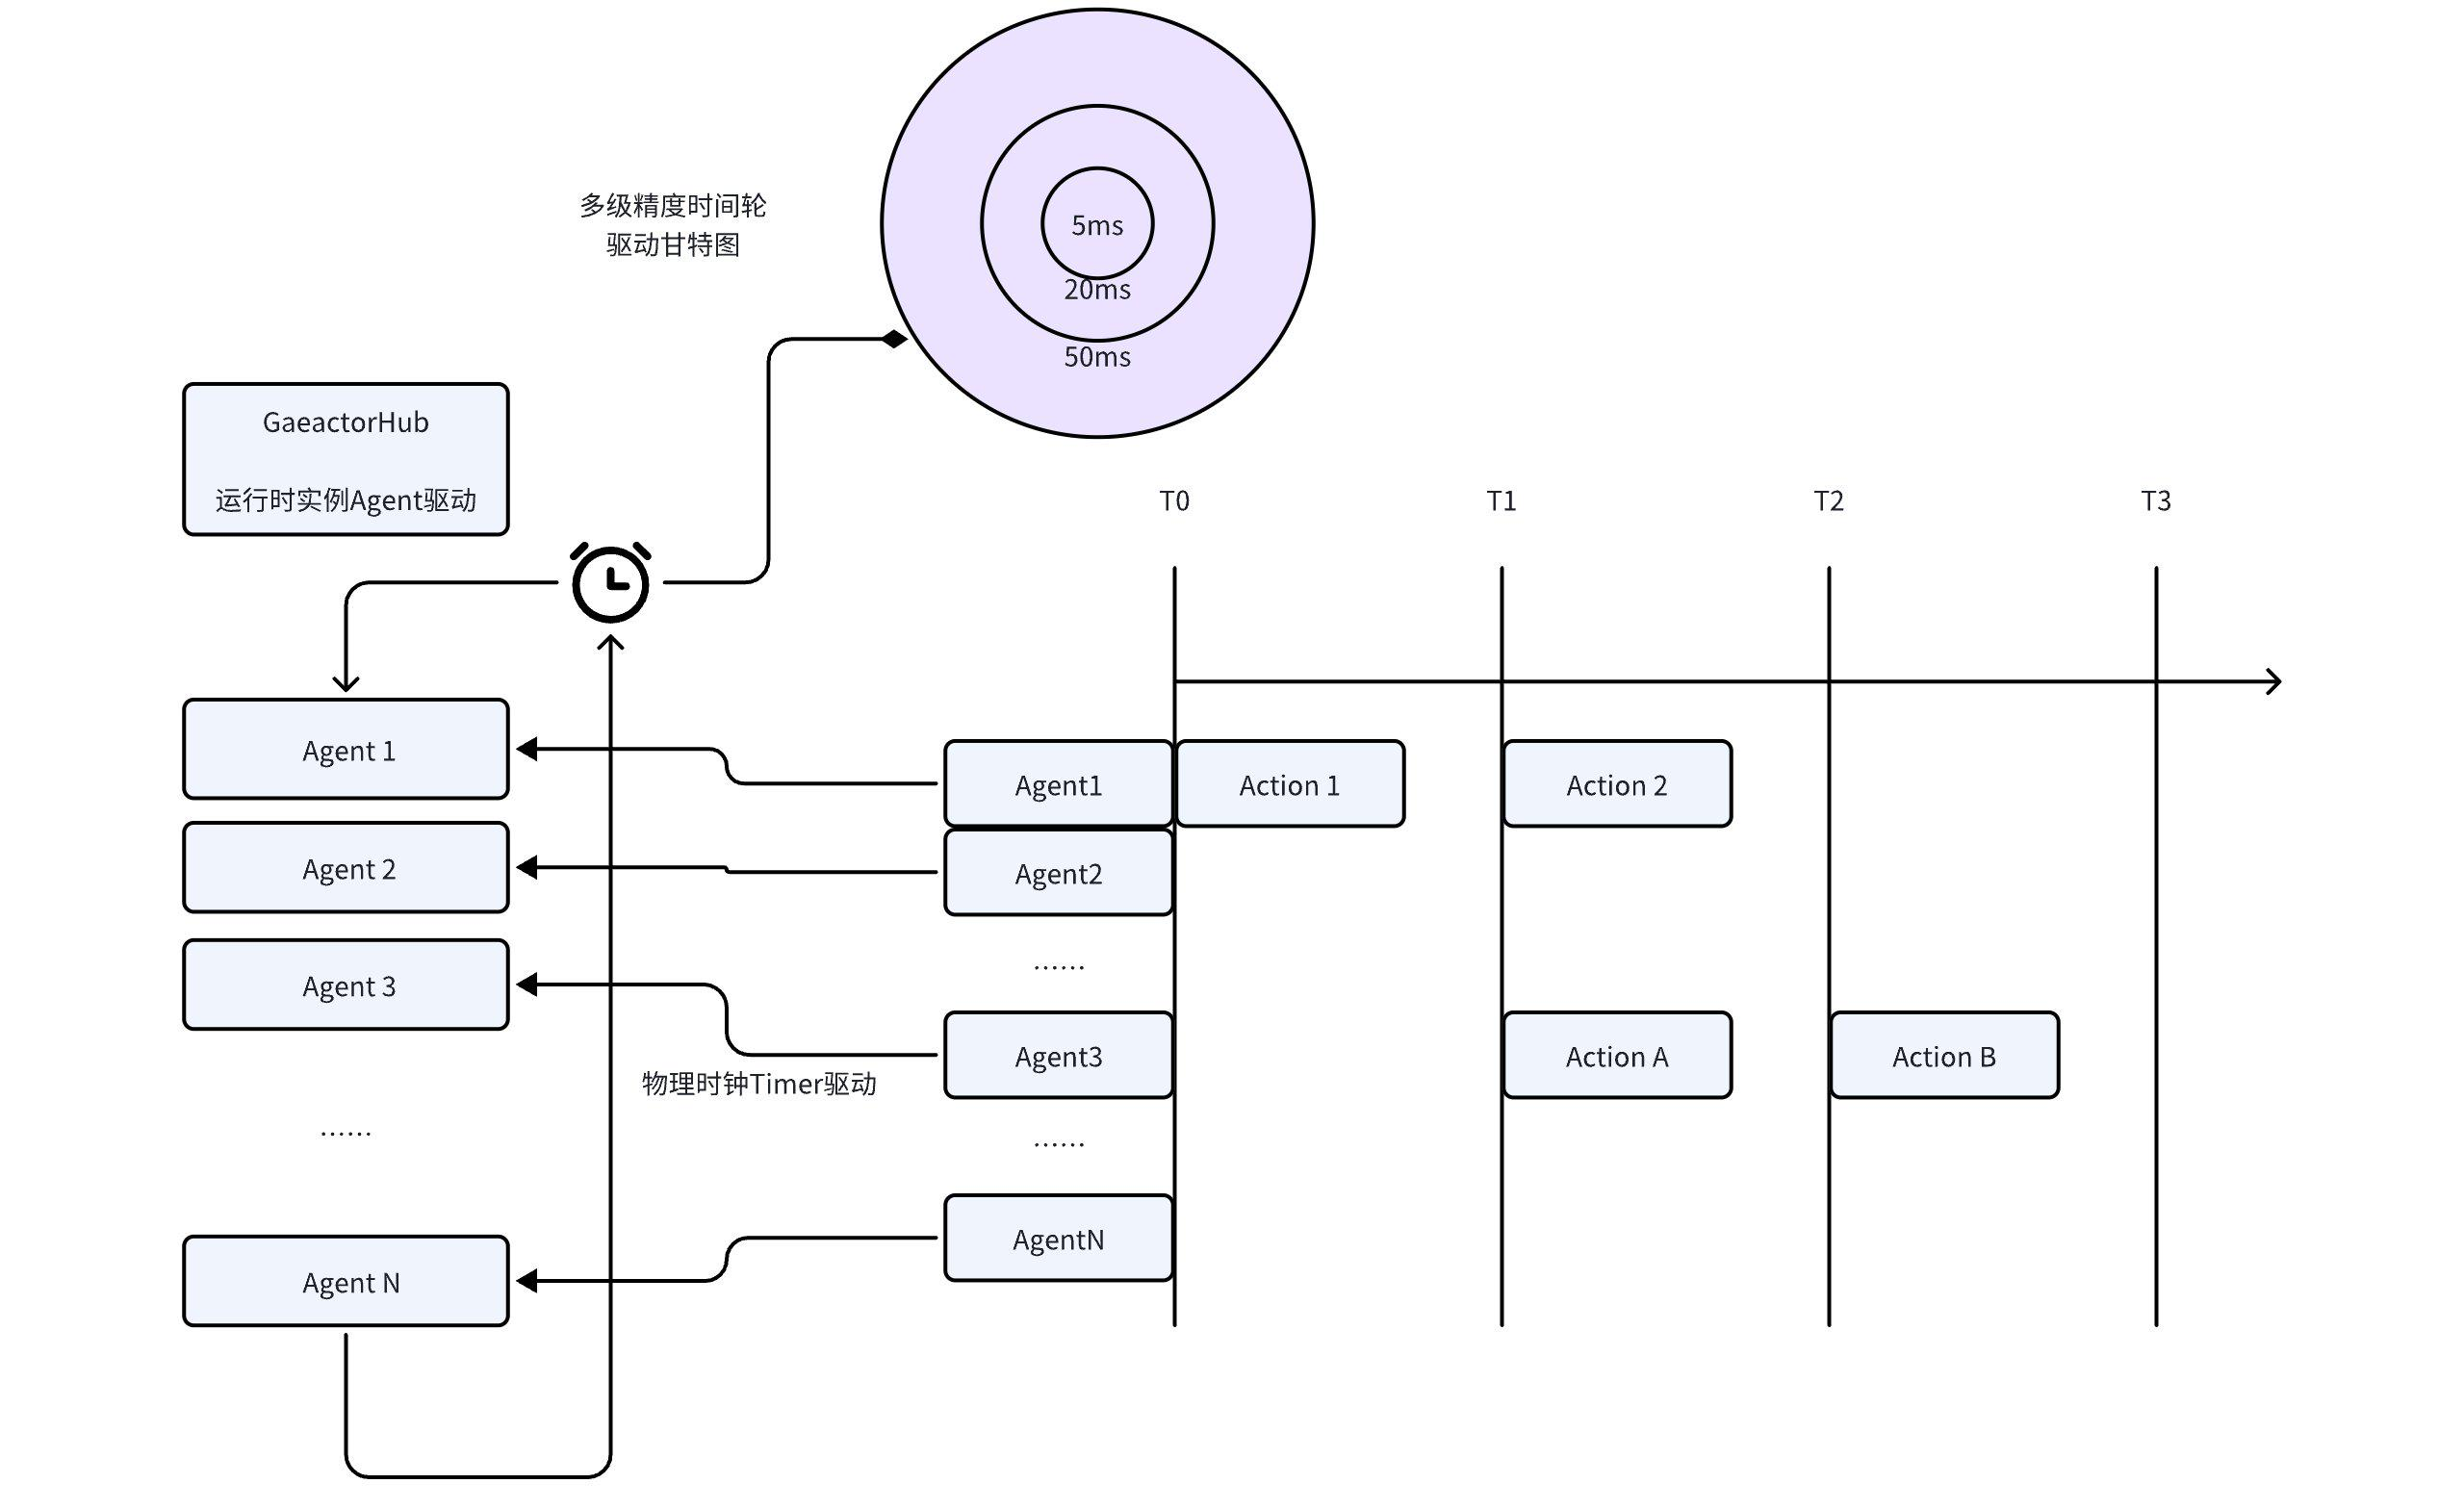 5ms
20ms
50ms
多级精度时间轮
驱动甘特图
GaeactorHub
运行时实例Agent驱动
T0
T1
T2
T3
Agent 1
Agent 2
Agent 3
......
Agent N
物理时钟Timer驱动
Agent1
Action 1
Action 2
Agent2
......
Agent3
Action A
Action B
......
AgentN